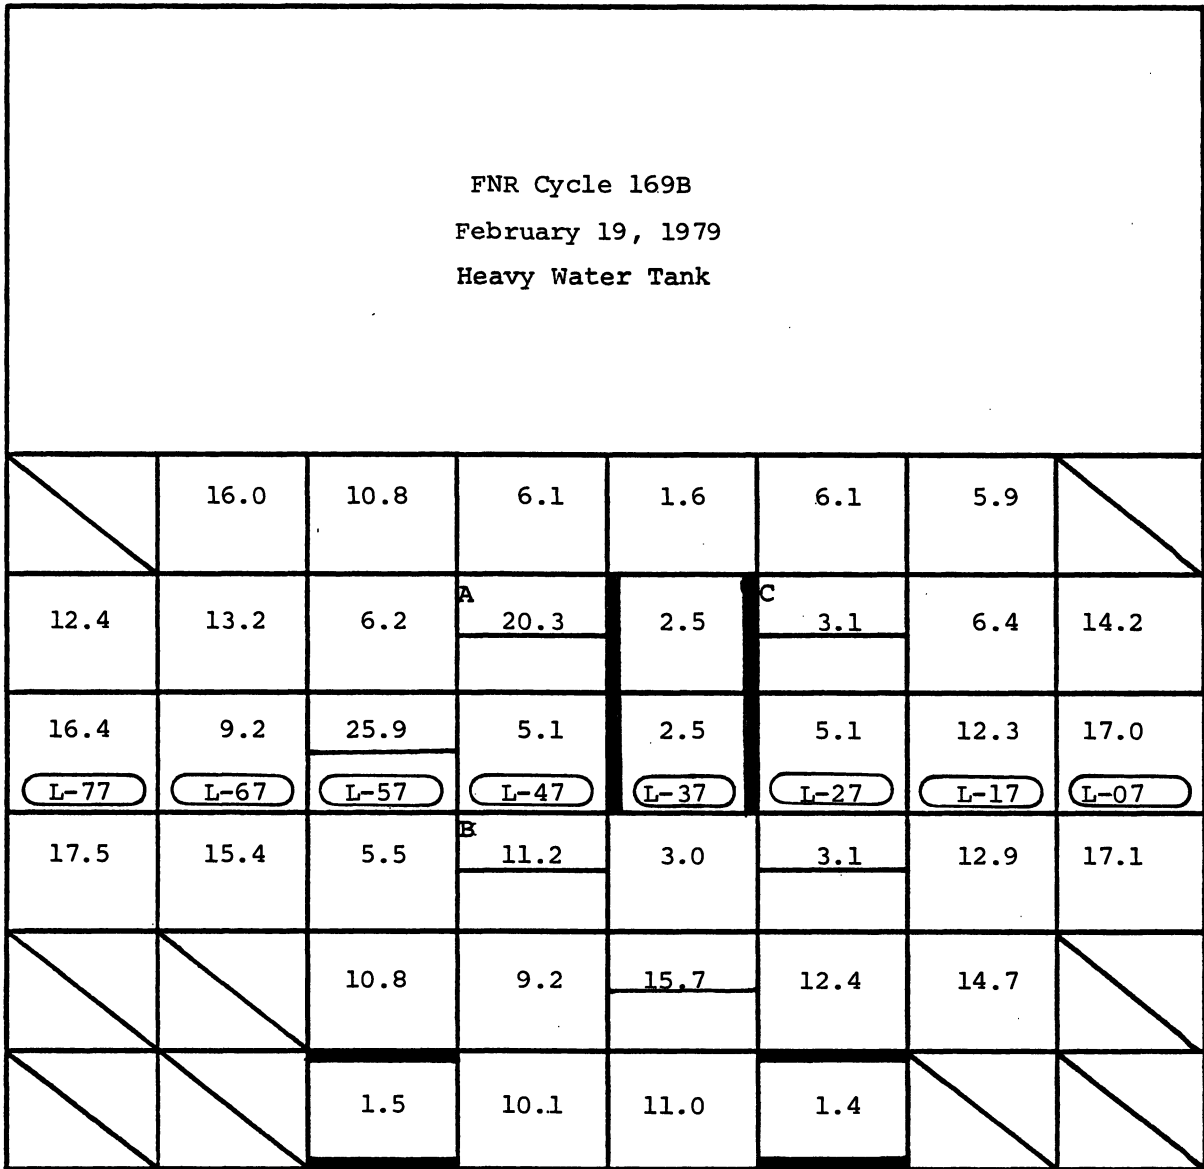 FNR Cycle 169B
February 19, 1979
Heavy Water Tank
16.0 10.8 6.1 1.6 6.1 5.9
A C
12.4 13.2 6.2 20.3 2.5 3.1 6.4 14.2
16.4 9.2 25.9 5.1 2.5 5.1 12.3 17.0
L-77 L-67 L-57 L-47 L-37 L-27 L-17 L-07
B
17.5 15.4 5.5 11.2 3.0 3.1 12.9 17.1
10.8 9.2 15.7 12.4 14.7
1.5 10.1 11.0 1.4